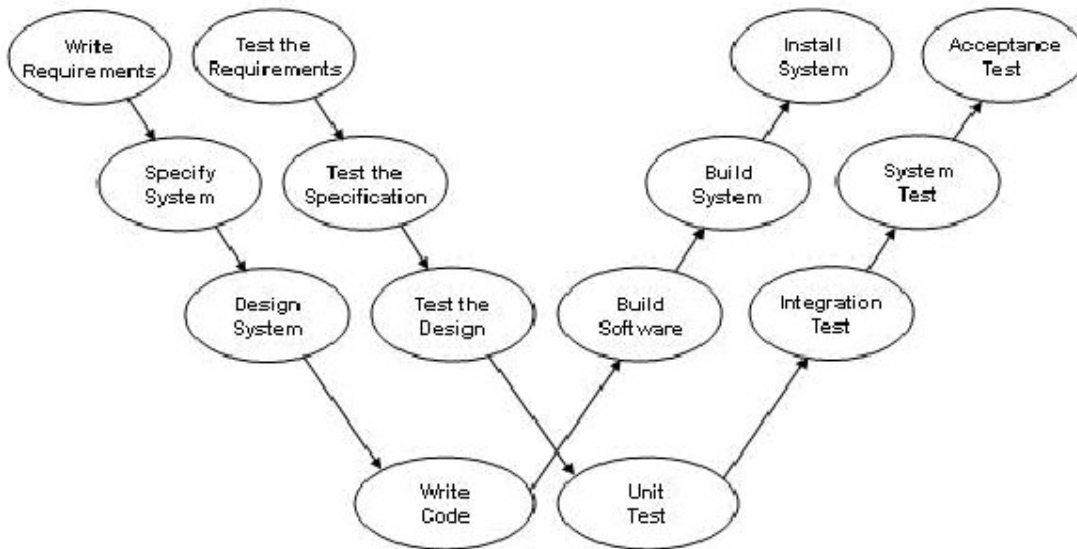 Write
Requirements
Test the
Requirements
Install
System
Acceptance
Test
Specify
System
Test the
Specification
Build
System
System
Test
Design
System
Test the
Design
Build
Software
Integration
Test
Write
Code
Unit
Test